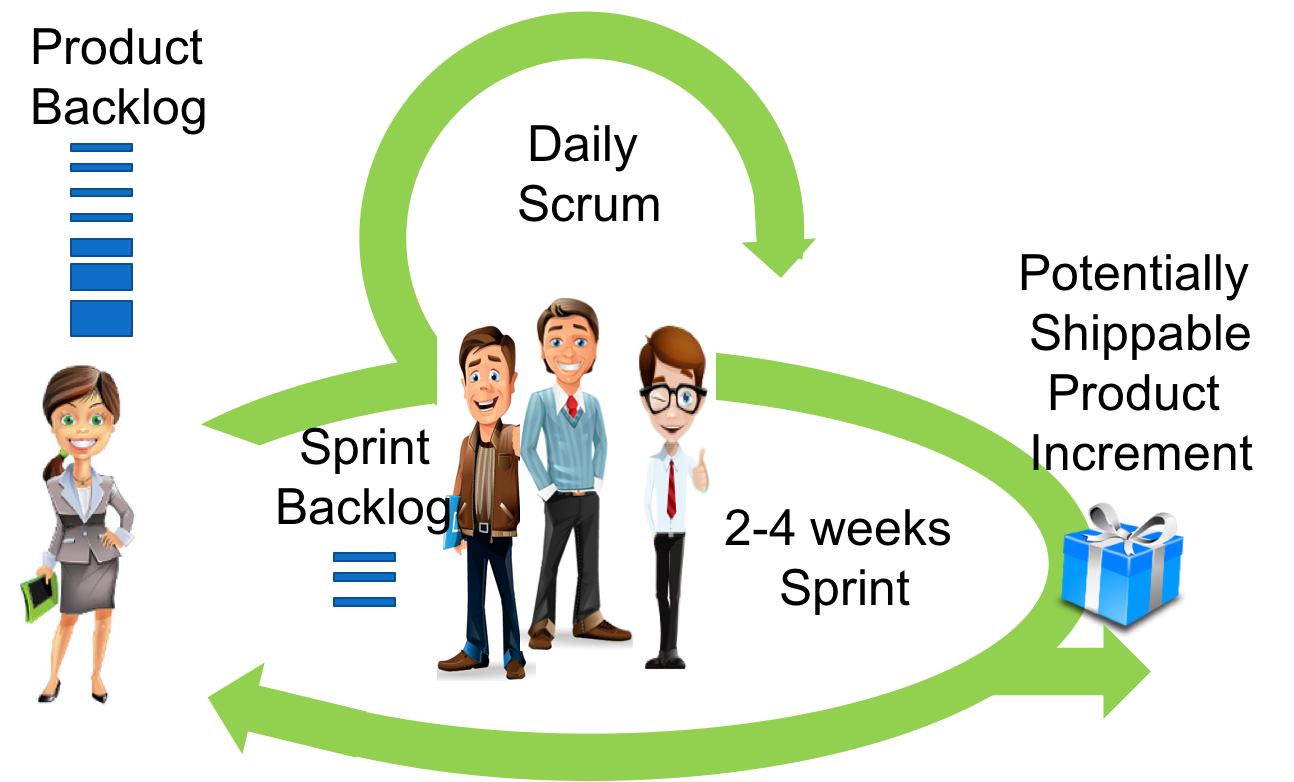 Product
Backlog
Daily
Scrum
Potentially
Shippable
Product
Increment
Sprint
Backlog
2-4 weeks
Sprint